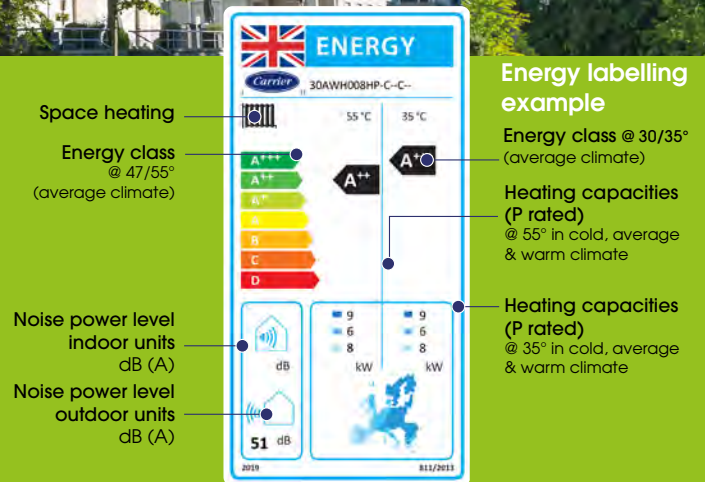 ENERGY
Carrier
30AWH008HP-C--C--
55 °C 35 °C
A+++
A++
A+
A
B
C
D
A++
9
6
8
kW
9
6
8
kW
dB
51 dB
2019
811/2013
Space heating
Energy class
@ 47/55°
(average climate)
Noise power level
indoor units
dB (A)
Noise power level
outdoor units
dB (A)
Energy labelling
example
Energy class @ 30/35°
(average climate)
Heating capacities
(P rated)
@ 55° in cold, average
& warm climate
Heating capacities
(P rated)
@ 35° in cold, average
& warm climate